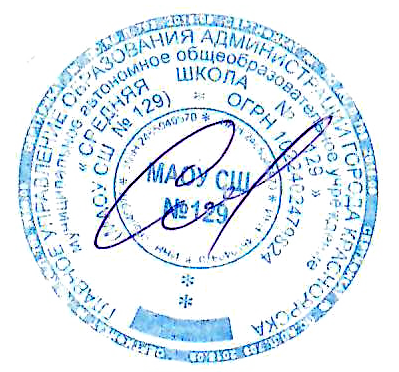 ГЛАВНОЕ УПРАВЛЕНИЕ ОБРАЗОВАНИЯ АДМИНИСТРАЦИИ ГОРОДА КРАСНОЯРСКА
муниципальное автономное общеобразовательное учреждение
« СРЕДНЯЯ ШКОЛА № 129 »
(МАОУ СШ № 129) * ОГРН
МАОУ СШ
№129